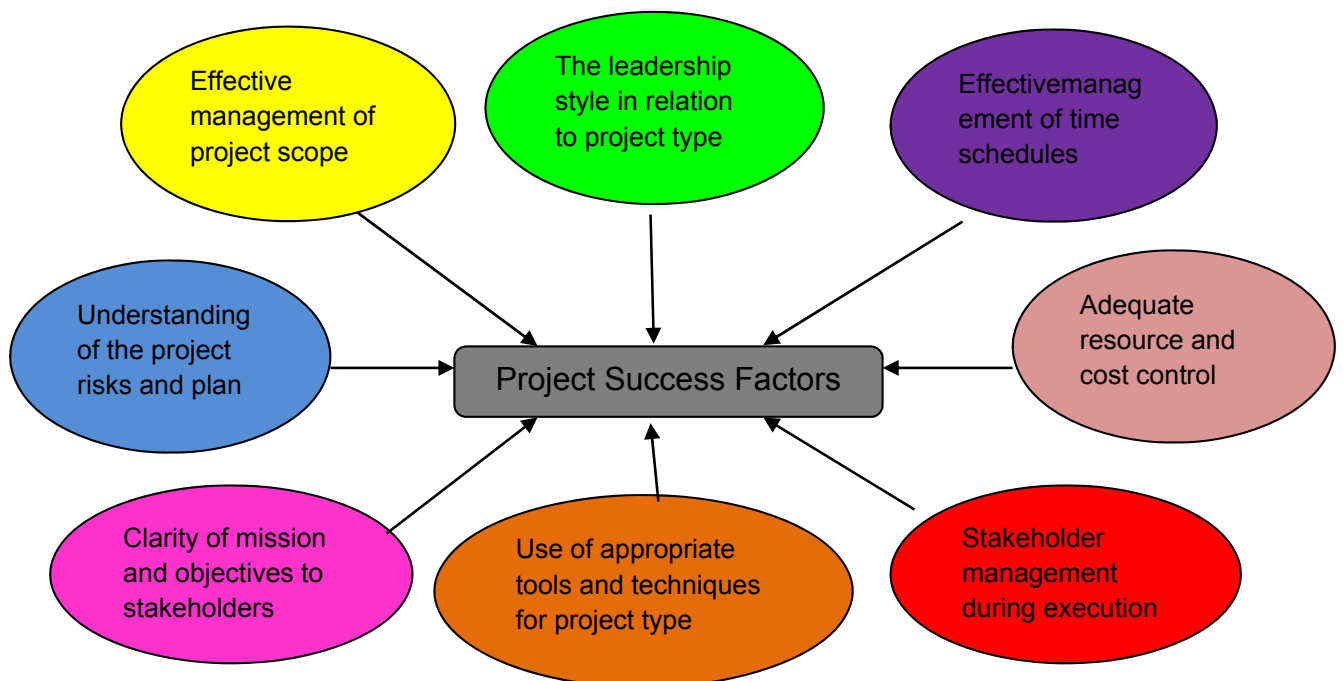 Effective
management of
project scope
The leadership
style in relation
to project type
Effectivemanag
ement of time
schedules
Understanding
of the project
risks and plan
Project Success Factors
Adequate
resource and
cost control
Clarity of mission
and objectives to
stakeholders
Use of appropriate
tools and techniques
for project type
Stakeholder
management
during execution